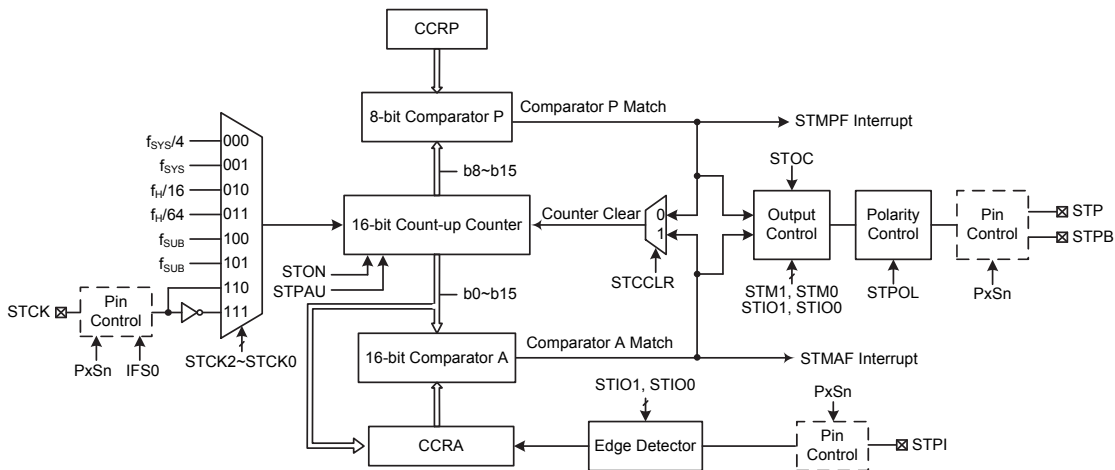 CCRP
8-bit Comparator P
Comparator P Match
STMPF Interrupt
b8~b15
fSYS/4
000
fSYS
001
fH/16
010
fH/64
011
fSUB
100
fSUB
101
110
111
STCK
Pin
Control
PxSn
IFS0
STCK2~STCK0
16-bit Count-up Counter
STON
STPAU
Counter Clear
0
1
STCCLR
STOC
Output
Control
STM1, STM0
STIO1, STIO0
Polarity
Control
STPOL
Pin
Control
PxSn
STP
STPB
b0~b15
16-bit Comparator A
Comparator A Match
STMAF Interrupt
CCRA
STIO1, STIO0
Edge Detector
PxSn
Pin
Control
STPI